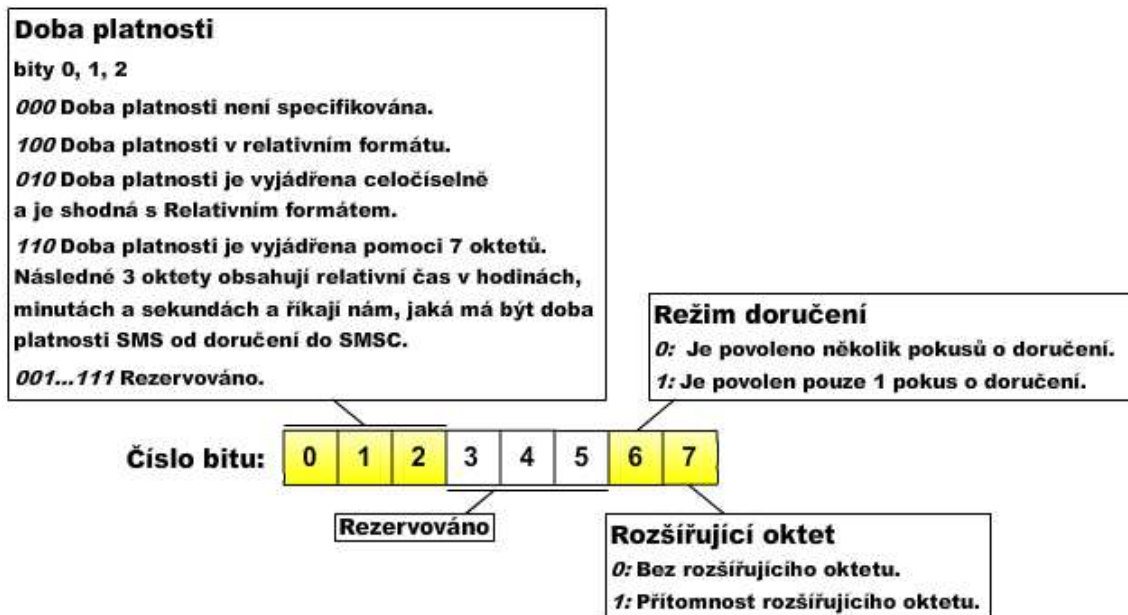 Doba platnosti
bity 0, 1, 2
000 Doba platnosti není specifikována.
100 Doba platnosti v relativním formátu.
010 Doba platnosti je vyjádřena celočíselně
a je shodná s Relativním formátem.
110 Doba platnosti je vyjádřena pomoci 7 oktetů.
Následné 3 oktety obsahují relativní čas v hodinách,
minutách a sekundách a říkají nám, jaká má být doba
platnosti SMS od doručení do SMSC.
001...111 Rezervováno.
Režim doručení
0: Je povoleno několik pokusů o doručení.
1: Je povolen pouze 1 pokus o doručení.
Číslo bitu: 0 1 2 3 4 5 6 7
Rezervováno
Rozšířující oktet
0: Bez rozšířujícího oktetu.
1: Přítomnost rozšířujícího oktetu.